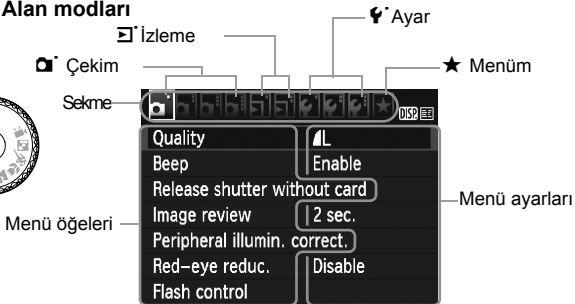 Alan modları
Ayar
İzleme
Çekim
Menüm
Sekme
DISP.
Quality L
Beep Enable
Release shutter without card
Menü ayarları
Image review 2 sec.
Menü öğeleri
Peripheral illumin. correct.
Red-eye reduc. Disable
Flash control